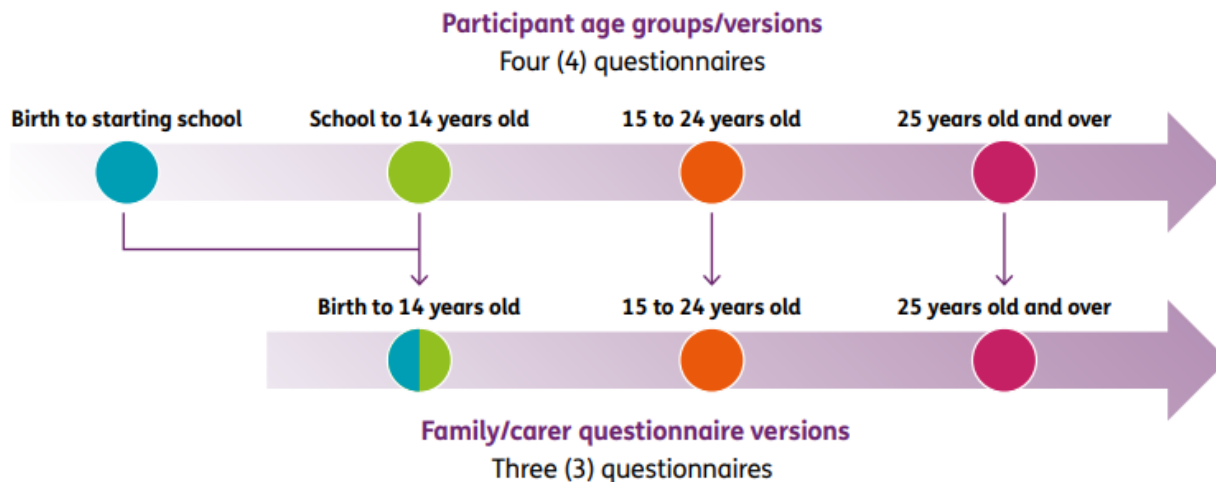 Participant age groups/versions
Four (4) questionnaires
Birth to starting school
School to 14 years old
15 to 24 years old
25 years old and over
Birth to 14 years old
15 to 24 years old
25 years old and over
Family/carer questionnaire versions
Three (3) questionnaires